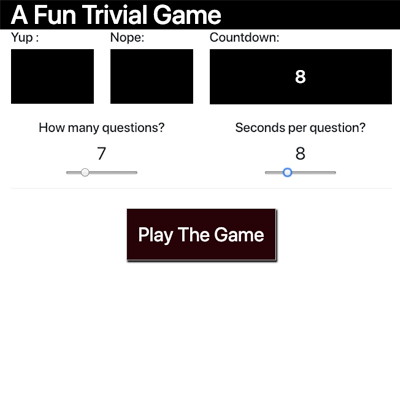 A Fun Trivial Game
Yup : Nope: Countdown:
8
How many questions? Seconds per question?
7 8
Play The Game